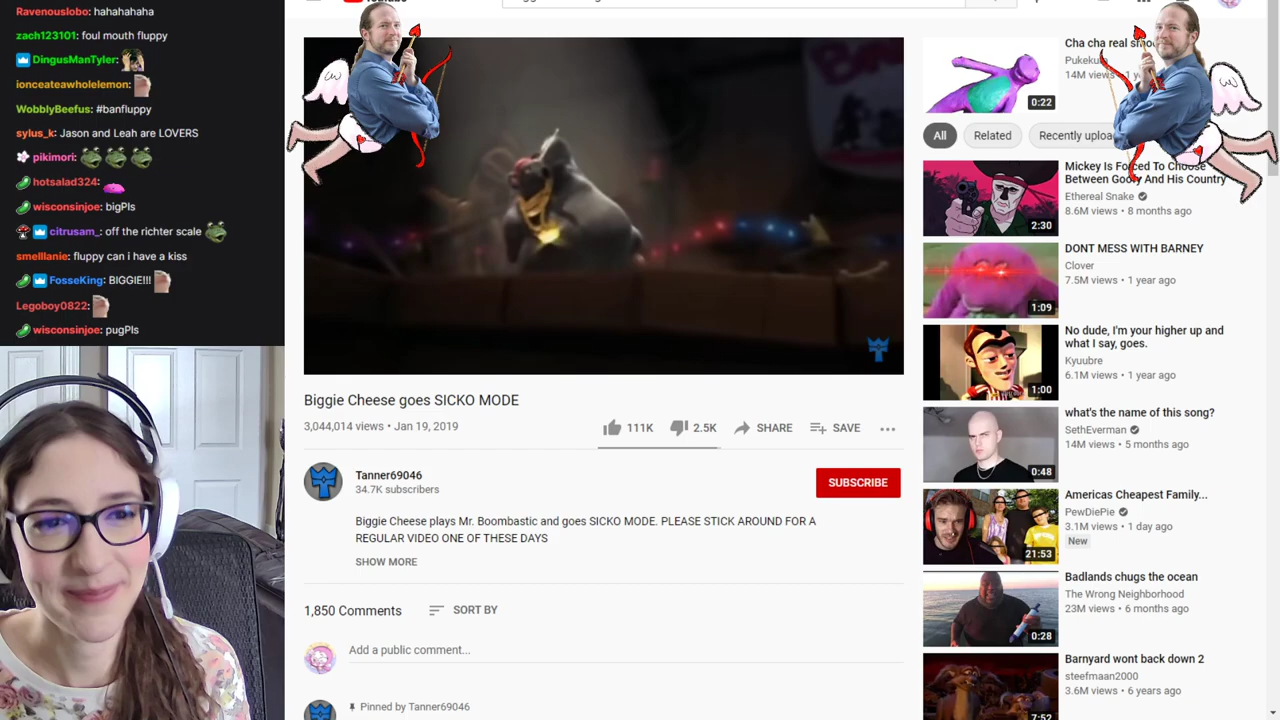 Ravenouslobo: hahahahaha
zach123101: foul mouth fluppy
DingusManTyler:
ionceateawholelemon:
WobblyBeefus: #banfluppy
sylus_k: Jason and Leah are LOVERS
pikimori:
hotsalad324:
wisconsinjoe: bigPls
citrusam_: off the richter scale
smelllanie: fluppy can i have a kiss
FosseKing: BIGGIE!!!
Legoboy0822:
wisconsinjoe: pugPls
Biggie Cheese goes SICKO MODE
3,044,014 views • Jan 19, 2019
111K 2.5K SHARE SAVE
Tanner69046
34.7K subscribers
SUBSCRIBE
Biggie Cheese plays Mr. Boombastic and goes SICKO MODE. PLEASE STICK AROUND FOR A
REGULAR VIDEO ONE OF THESE DAYS
SHOW MORE
1,850 Comments SORT BY
Add a public comment...
Pinned by Tanner69046
Cha cha real
14M views
0:22
All Related
Mickey Is Forced To Choose
Between Goofy And His Country
Ethereal Snake
8.6M views • 8 months ago
2:30
DONT MESS WITH BARNEY
Clover
7.5M views • 1 year ago
1:09
No dude, I'm your higher up and
what I say, goes.
Kyuubre
6.1M views • 1 year ago
1:00
what's the name of this song?
SethEverman
14M views • 5 months ago
0:48
Americas Cheapest Family...
PewDiePie
3.1M views • 1 day ago
New
21:53
Badlands chugs the ocean
The Wrong Neighborhood
23M views • 6 months ago
0:28
Barnyard wont back down 2
steefmaan2000
3.6M views • 6 years ago
7:52